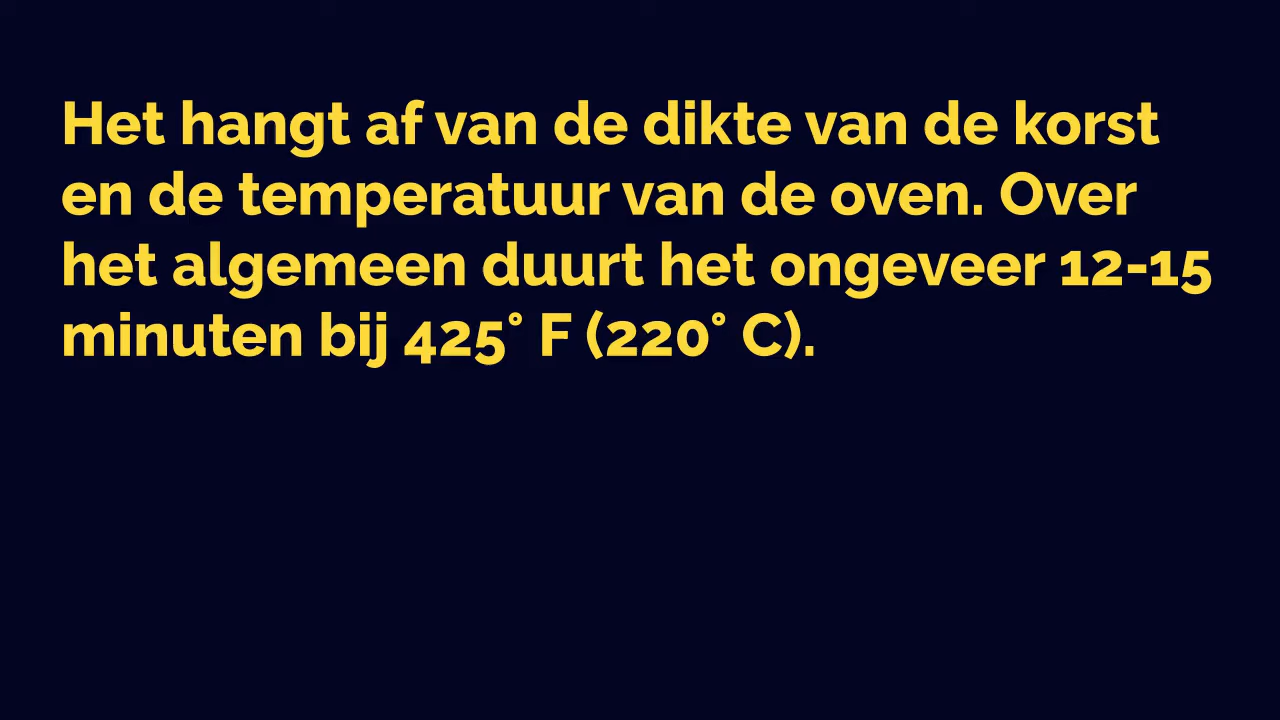 Het hangt af van de dikte van de korst
en de temperatuur van de oven. Over
het algemeen duurt het ongeveer 12-15
minuten bij 425° F (220° C).